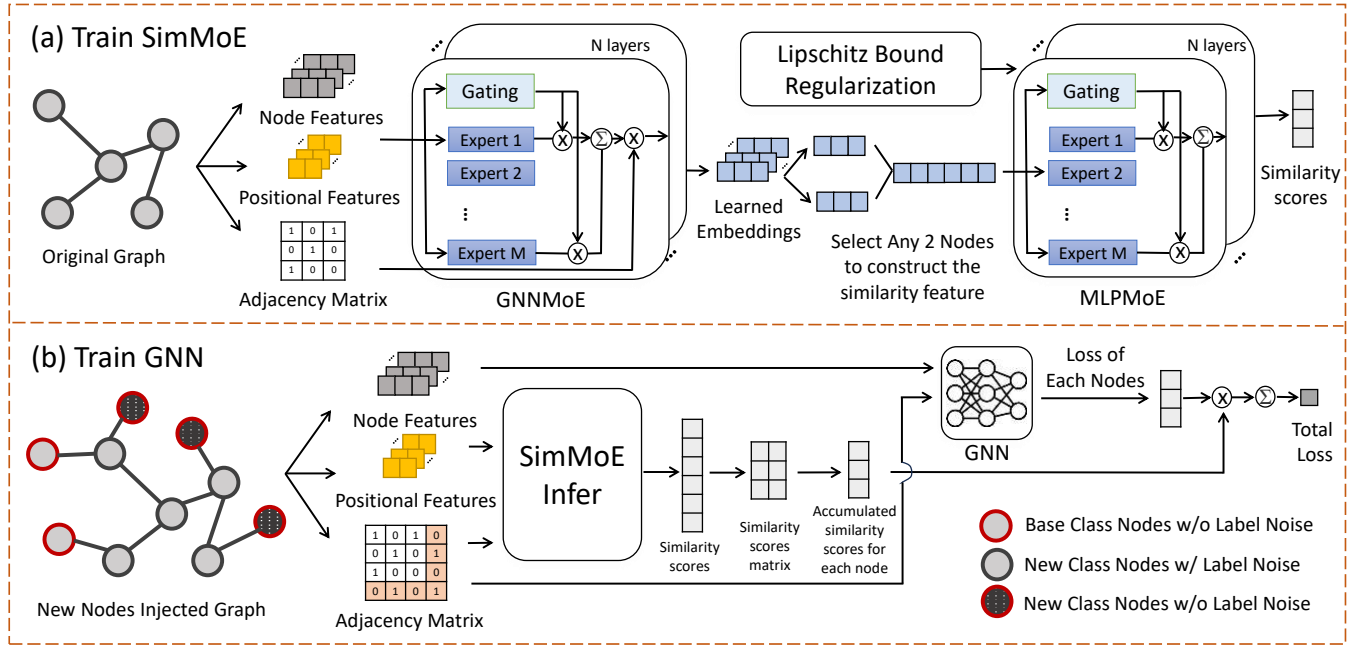 (a) Train SimMoE
Original Graph
Node Features
Positional Features
1 0 1
0 1 0
1 0 0
Adjacency Matrix
N layers
Gating
Expert 1
Expert 2
Expert M
GNNMoE
X
Σ
X
X
Learned
Embeddings
Select Any 2 Nodes
to construct the
similarity feature
Lipschitz Bound
Regularization
N layers
Gating
Expert 1
Expert 2
Expert M
X
Σ
X
MLPMoE
Similarity
scores
(b) Train GNN
New Nodes Injected Graph
Node Features
Positional Features
1 0 1 0
0 1 0 1
1 0 0 0
0 1 0 1
Adjacency Matrix
SimMoE
Infer
Similarity
scores
Similarity
scores
matrix
Accumulated
similarity
scores for
each node
GNN
Loss of
Each Nodes
X
Σ
Total
Loss
Base Class Nodes w/o Label Noise
New Class Nodes w/ Label Noise
New Class Nodes w/o Label Noise